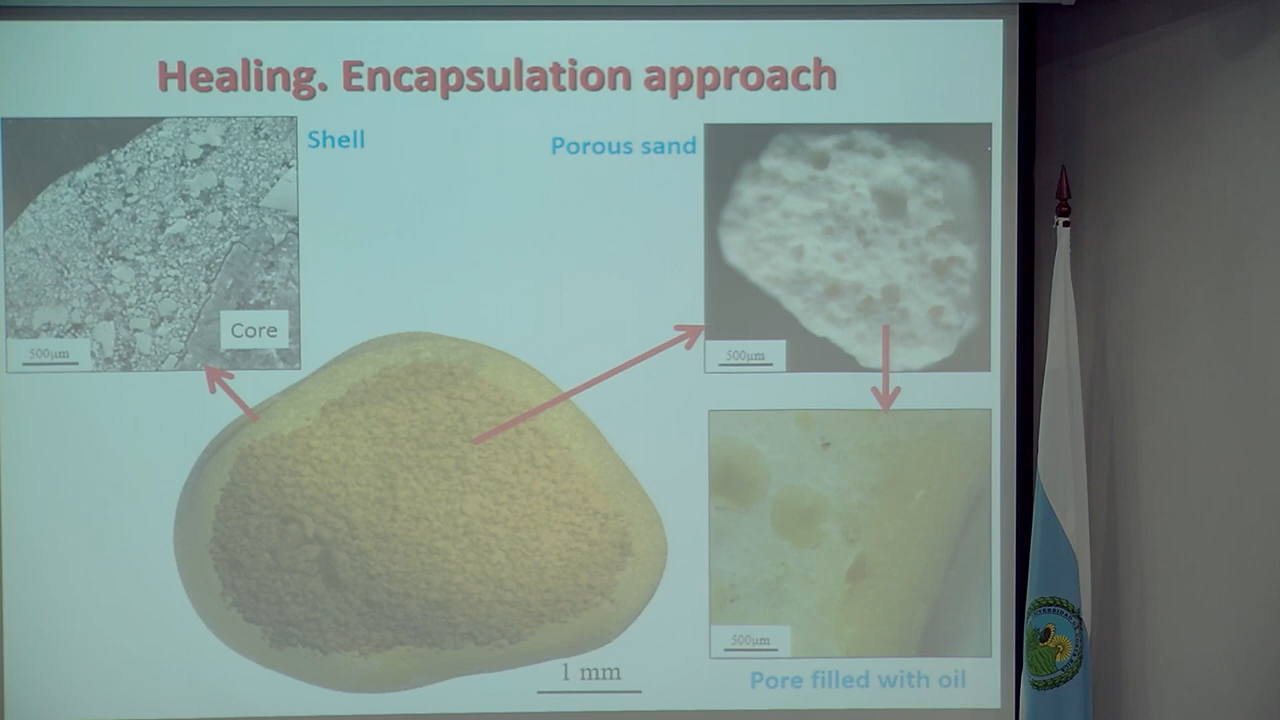 Healing. Encapsulation approach
Shell
Porous sand
Core
500µm
500µm
500µm
1 mm
Pore filled with oil